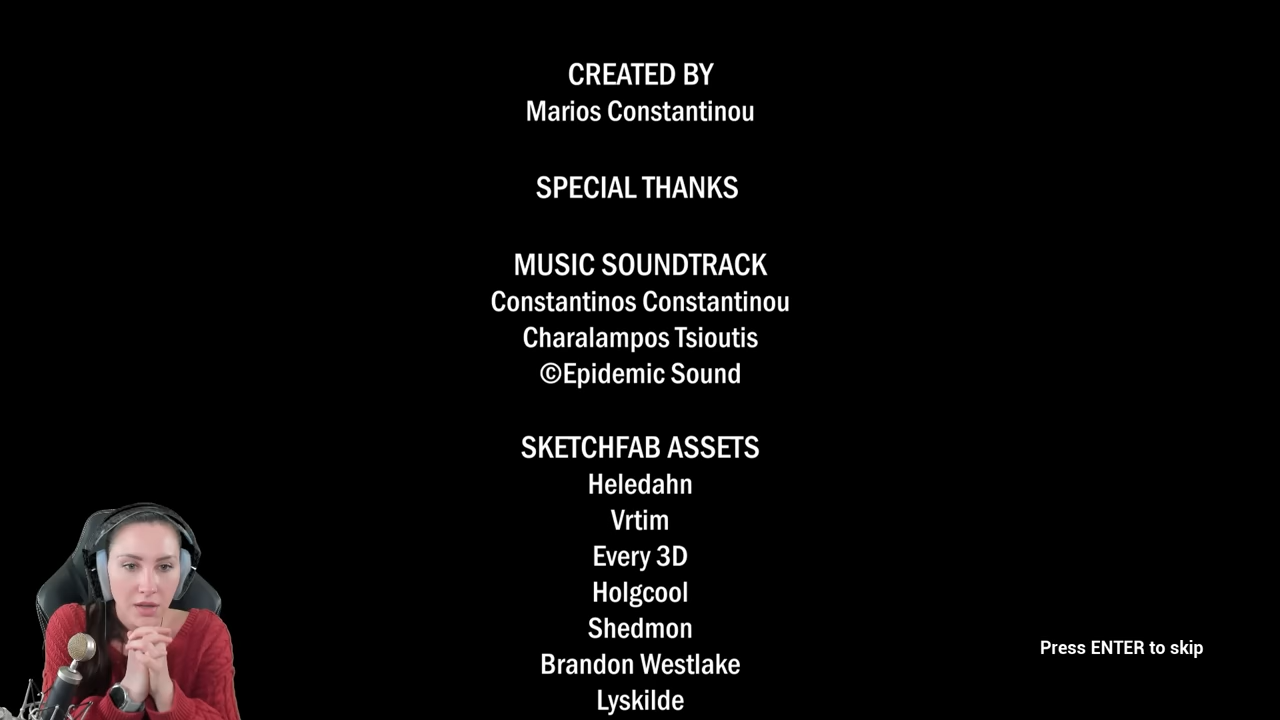 CREATED BY
Marios Constantinou
SPECIAL THANKS
MUSIC SOUNDTRACK
Constantinos Constantinou
Charalampos Tsioutis
©Epidemic Sound
SKETCHFAB ASSETS
Heledahn
Vrtim
Every 3D
Holgcool
Shedmon
Brandon Westlake
Lyskilde
Press ENTER to skip